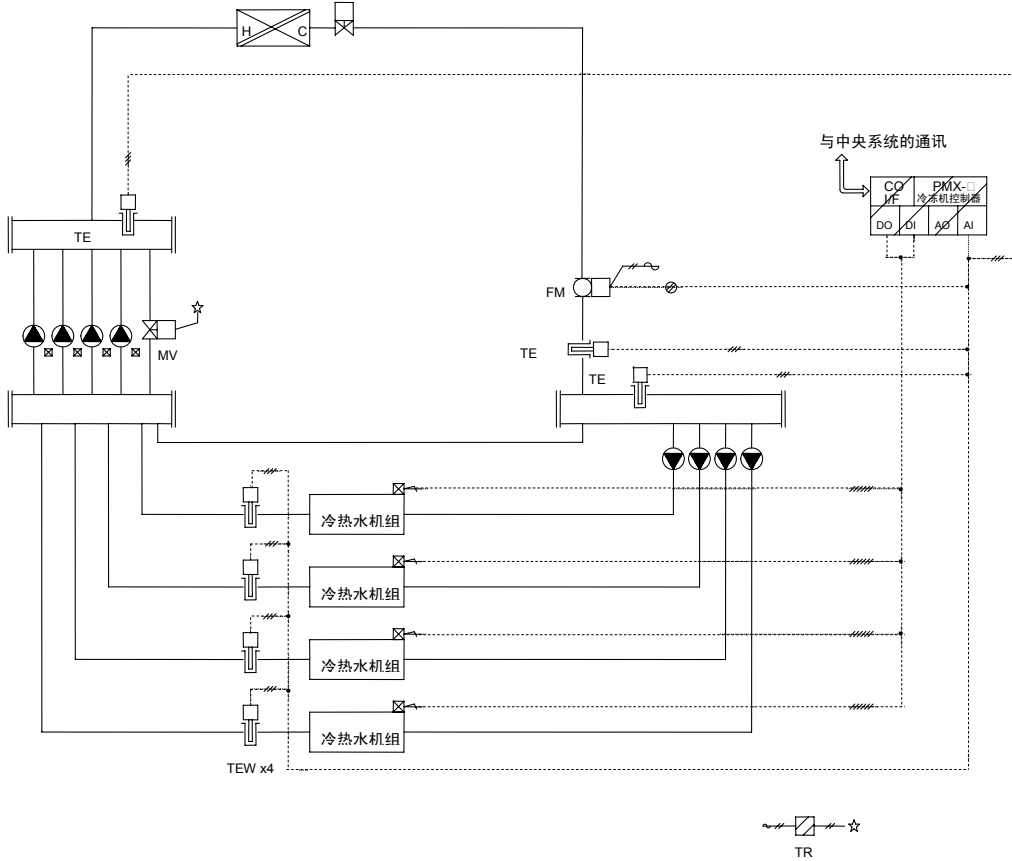 H C
与中央系统的通讯
CO
I/F
PMX-□
冷冻机控制器
DO DI AO AI
TE
FM
MV
TE
TE
冷热水机组
冷热水机组
冷热水机组
冷热水机组
TEW x4
TR